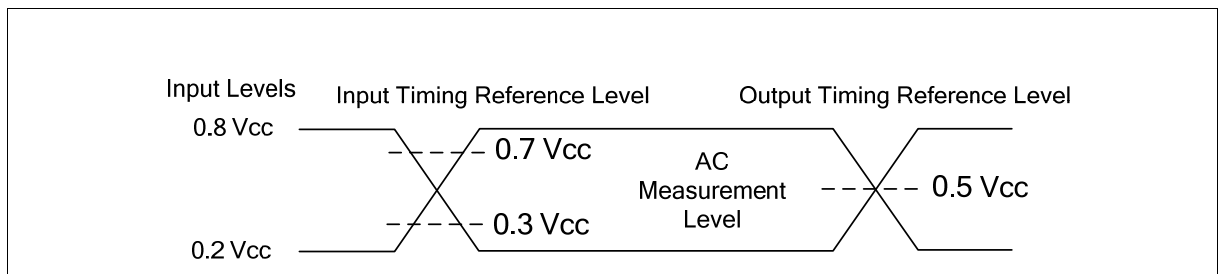 Input Levels
Input Timing Reference Level
Output Timing Reference Level
0.8 Vcc
0.7 Vcc
AC
Measurement
Level
0.5 Vcc
0.3 Vcc
0.2 Vcc